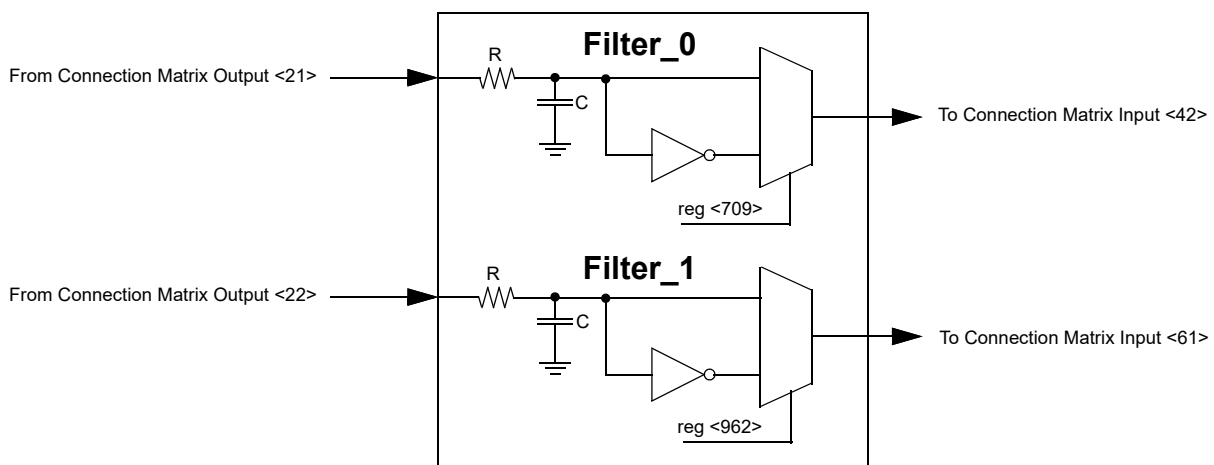 Filter_0
R
From Connection Matrix Output <21>
C
To Connection Matrix Input <42>
reg <709>
Filter_1
R
From Connection Matrix Output <22>
C
To Connection Matrix Input <61>
reg <962>